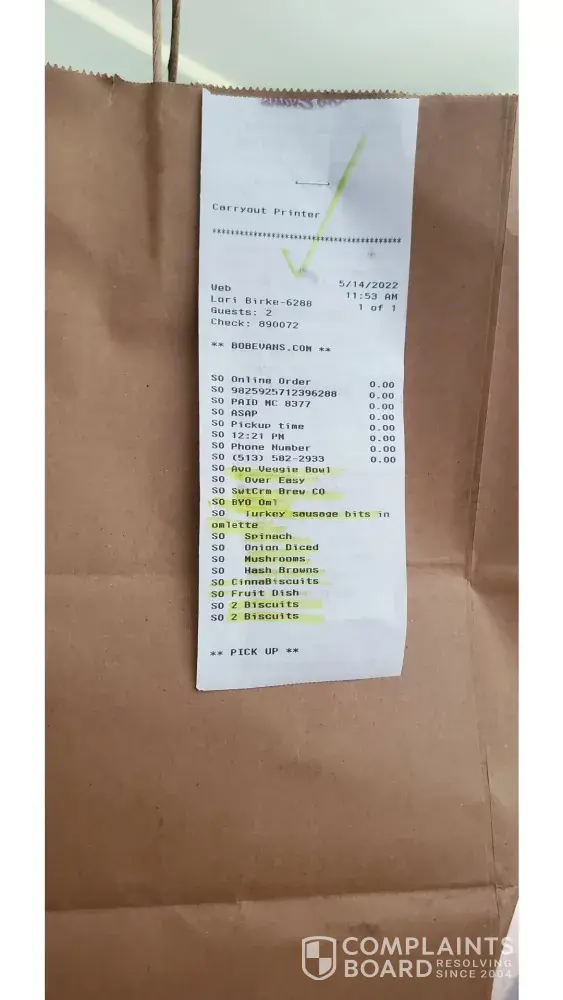 Carryout Printer
******************************************
Web 5/14/2022
Lori Birke-6288 11:53 AM
Guests: 2 1 of 1
Check: 890072
** BOBEVANS.COM **
SO Online Order 0.00
SO 9825925712396288 0.00
SO PAID MC 8377 0.00
SO ASAP 0.00
SO Pickup time 0.00
SO 12:21 PM 0.00
SO Phone Number 0.00
SO (513) 582-2933 0.00
SO Avo Veggie Bowl
SO Over Easy
SO SwtCrm Brew CO
SO BYO Oml
SO Turkey sausage bits in
omlette
SO Spinach
SO Onion Diced
SO Mushrooms
SO Hash Browns
SO CinnaBiscuits
SO Fruit Dish
SO 2 Biscuits
SO 2 Biscuits
** PICK UP **
COMPLAINTS
BOARD RESOLVING
SINCE 2004